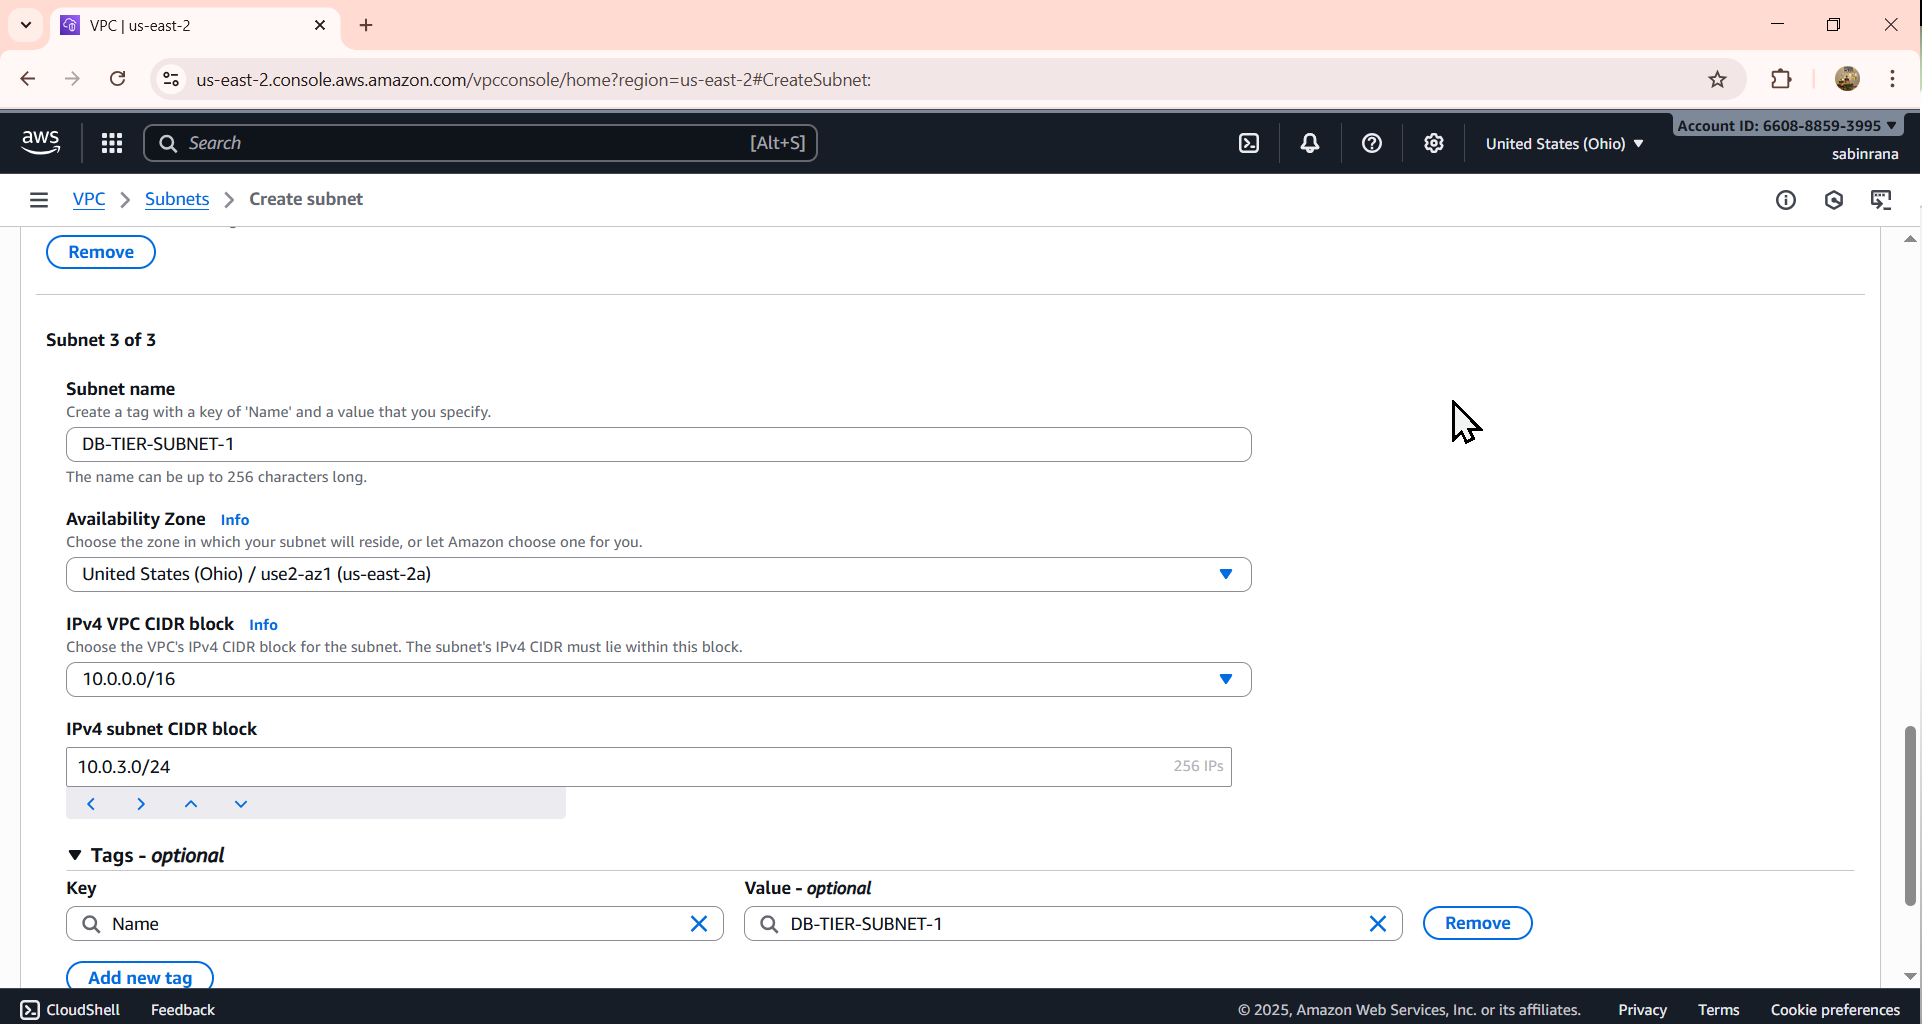 VPC | us-east-2
us-east-2.console.aws.amazon.com/vpcconsole/home?region=us-east-2#CreateSubnet:
aws
Search [Alt+S]
United States (Ohio)
Account ID: 6608-8859-3995
sabinrana
VPC
Subnets
Create subnet
Remove
Subnet 3 of 3
Subnet name
Create a tag with a key of 'Name' and a value that you specify.
DB-TIER-SUBNET-1
The name can be up to 256 characters long.
Availability Zone Info
Choose the zone in which your subnet will reside, or let Amazon choose one for you.
United States (Ohio) / use2-az1 (us-east-2a)
IPv4 VPC CIDR block Info
Choose the VPC's IPv4 CIDR block for the subnet. The subnet's IPv4 CIDR must lie within this block.
10.0.0.0/16
IPv4 subnet CIDR block
10.0.3.0/24 256 IPs
Tags - optional
Key Value - optional
Name DB-TIER-SUBNET-1 Remove
Add new tag
CloudShell Feedback © 2025, Amazon Web Services, Inc. or its affiliates. Privacy Terms Cookie preferences